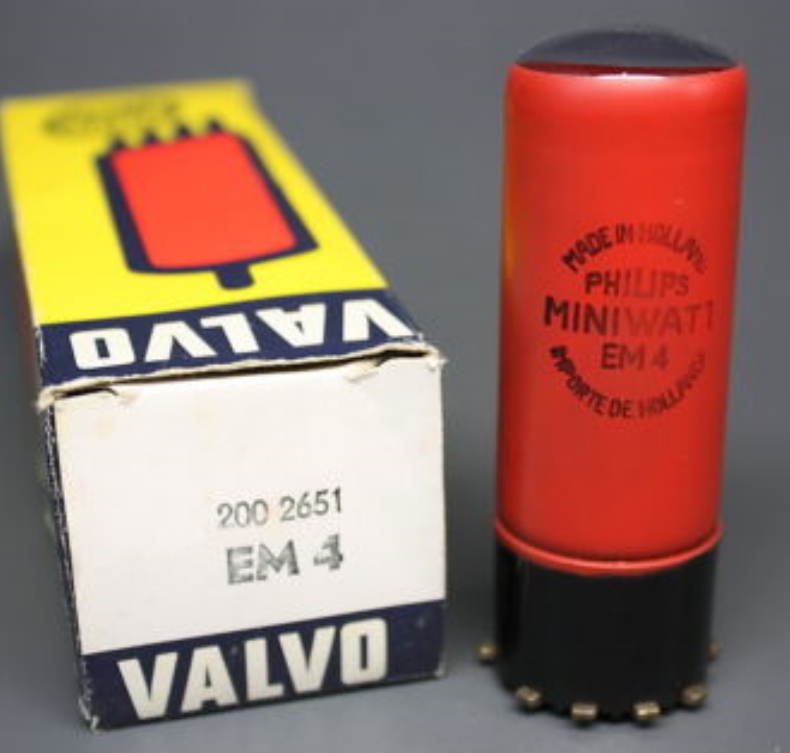 VALVO
200 2651
EM 4
VALVO
MADE IN HOLLAND
PHILIPS
MINIWATT
EM 4
IMPORTE DE HOLLANDE